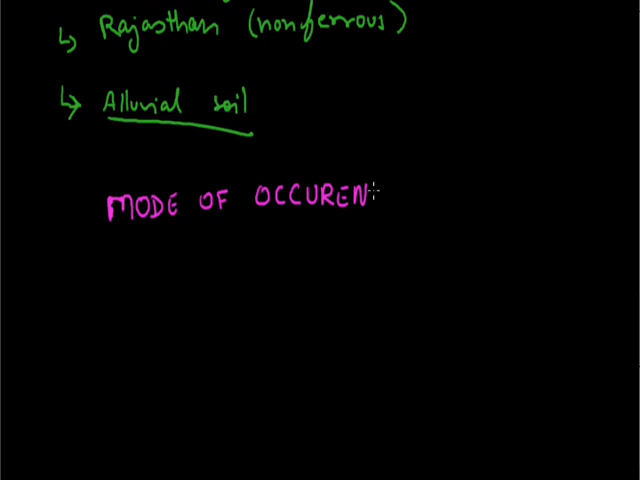 ↳ Rajasthan (nonferrous)
↳ Alluvial soil
MODE OF OCCUREN